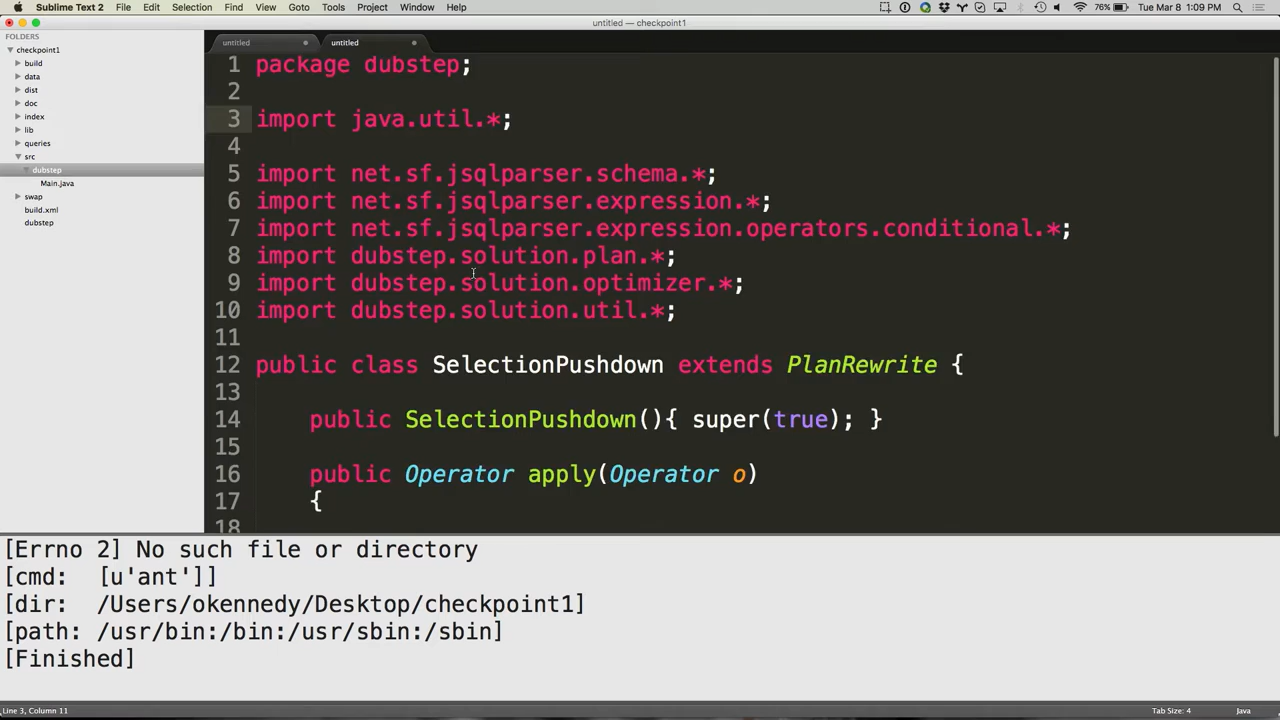 Sublime Text 2 File Edit Selection Find View Goto Tools Project Window Help 76% Tue Mar 8 1:09 PM
untitled — checkpoint1
FOLDERS
checkpoint1
build
data
dist
doc
index
lib
queries
src
dubstep
Main.java
swap
build.xml
dubstep
untitled untitled
1 package dubstep;
2
3 import java.util.*;
4
5 import net.sf.jsqlparser.schema.*;
6 import net.sf.jsqlparser.expression.*;
7 import net.sf.jsqlparser.expression.operators.conditional.*;
8 import dubstep.solution.plan.*;
9 import dubstep.solution.optimizer.*;
10 import dubstep.solution.util.*;
11
12 public class SelectionPushdown extends PlanRewrite {
13
14 public SelectionPushdown(){ super(true); }
15
16 public Operator apply(Operator o)
17 {
18
[Errno 2] No such file or directory
[cmd: [u'ant']]
[dir: /Users/okennedy/Desktop/checkpoint1]
[path: /usr/bin:/bin:/usr/sbin:/sbin]
[Finished]
Line 3, Column 11 Tab Size: 4 Java